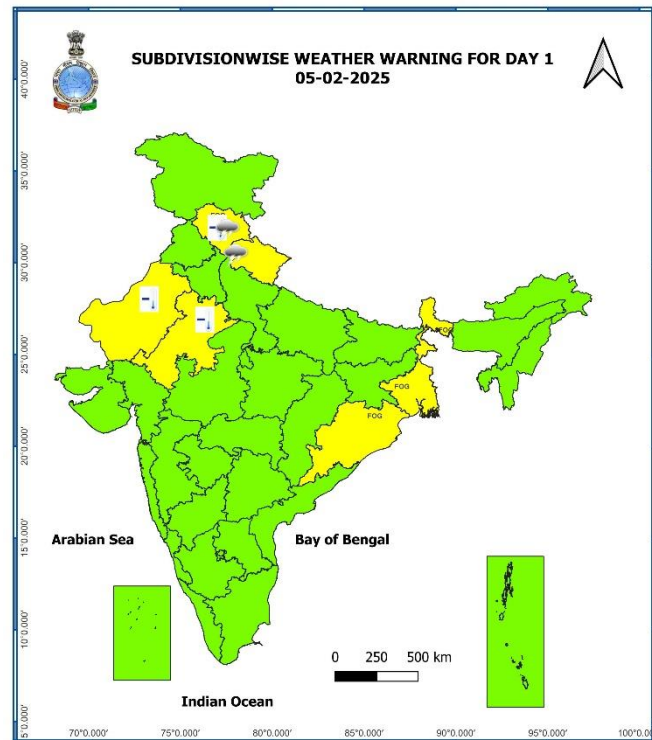 SUBDIVISIONWISE WEATHER WARNING FOR DAY 1
05-02-2025
40°0.000'
35°0.000'
30°0.000'
25°0.000'
20°0.000'
15°0.000'
10°0.000'
5°0.000'
FOG
FOG
FOG
Arabian Sea
Bay of Bengal
0 250 500 km
Indian Ocean
70°0.000' 75°0.000' 80°0.000' 85°0.000' 90°0.000' 95°0.000' 100°0.000'